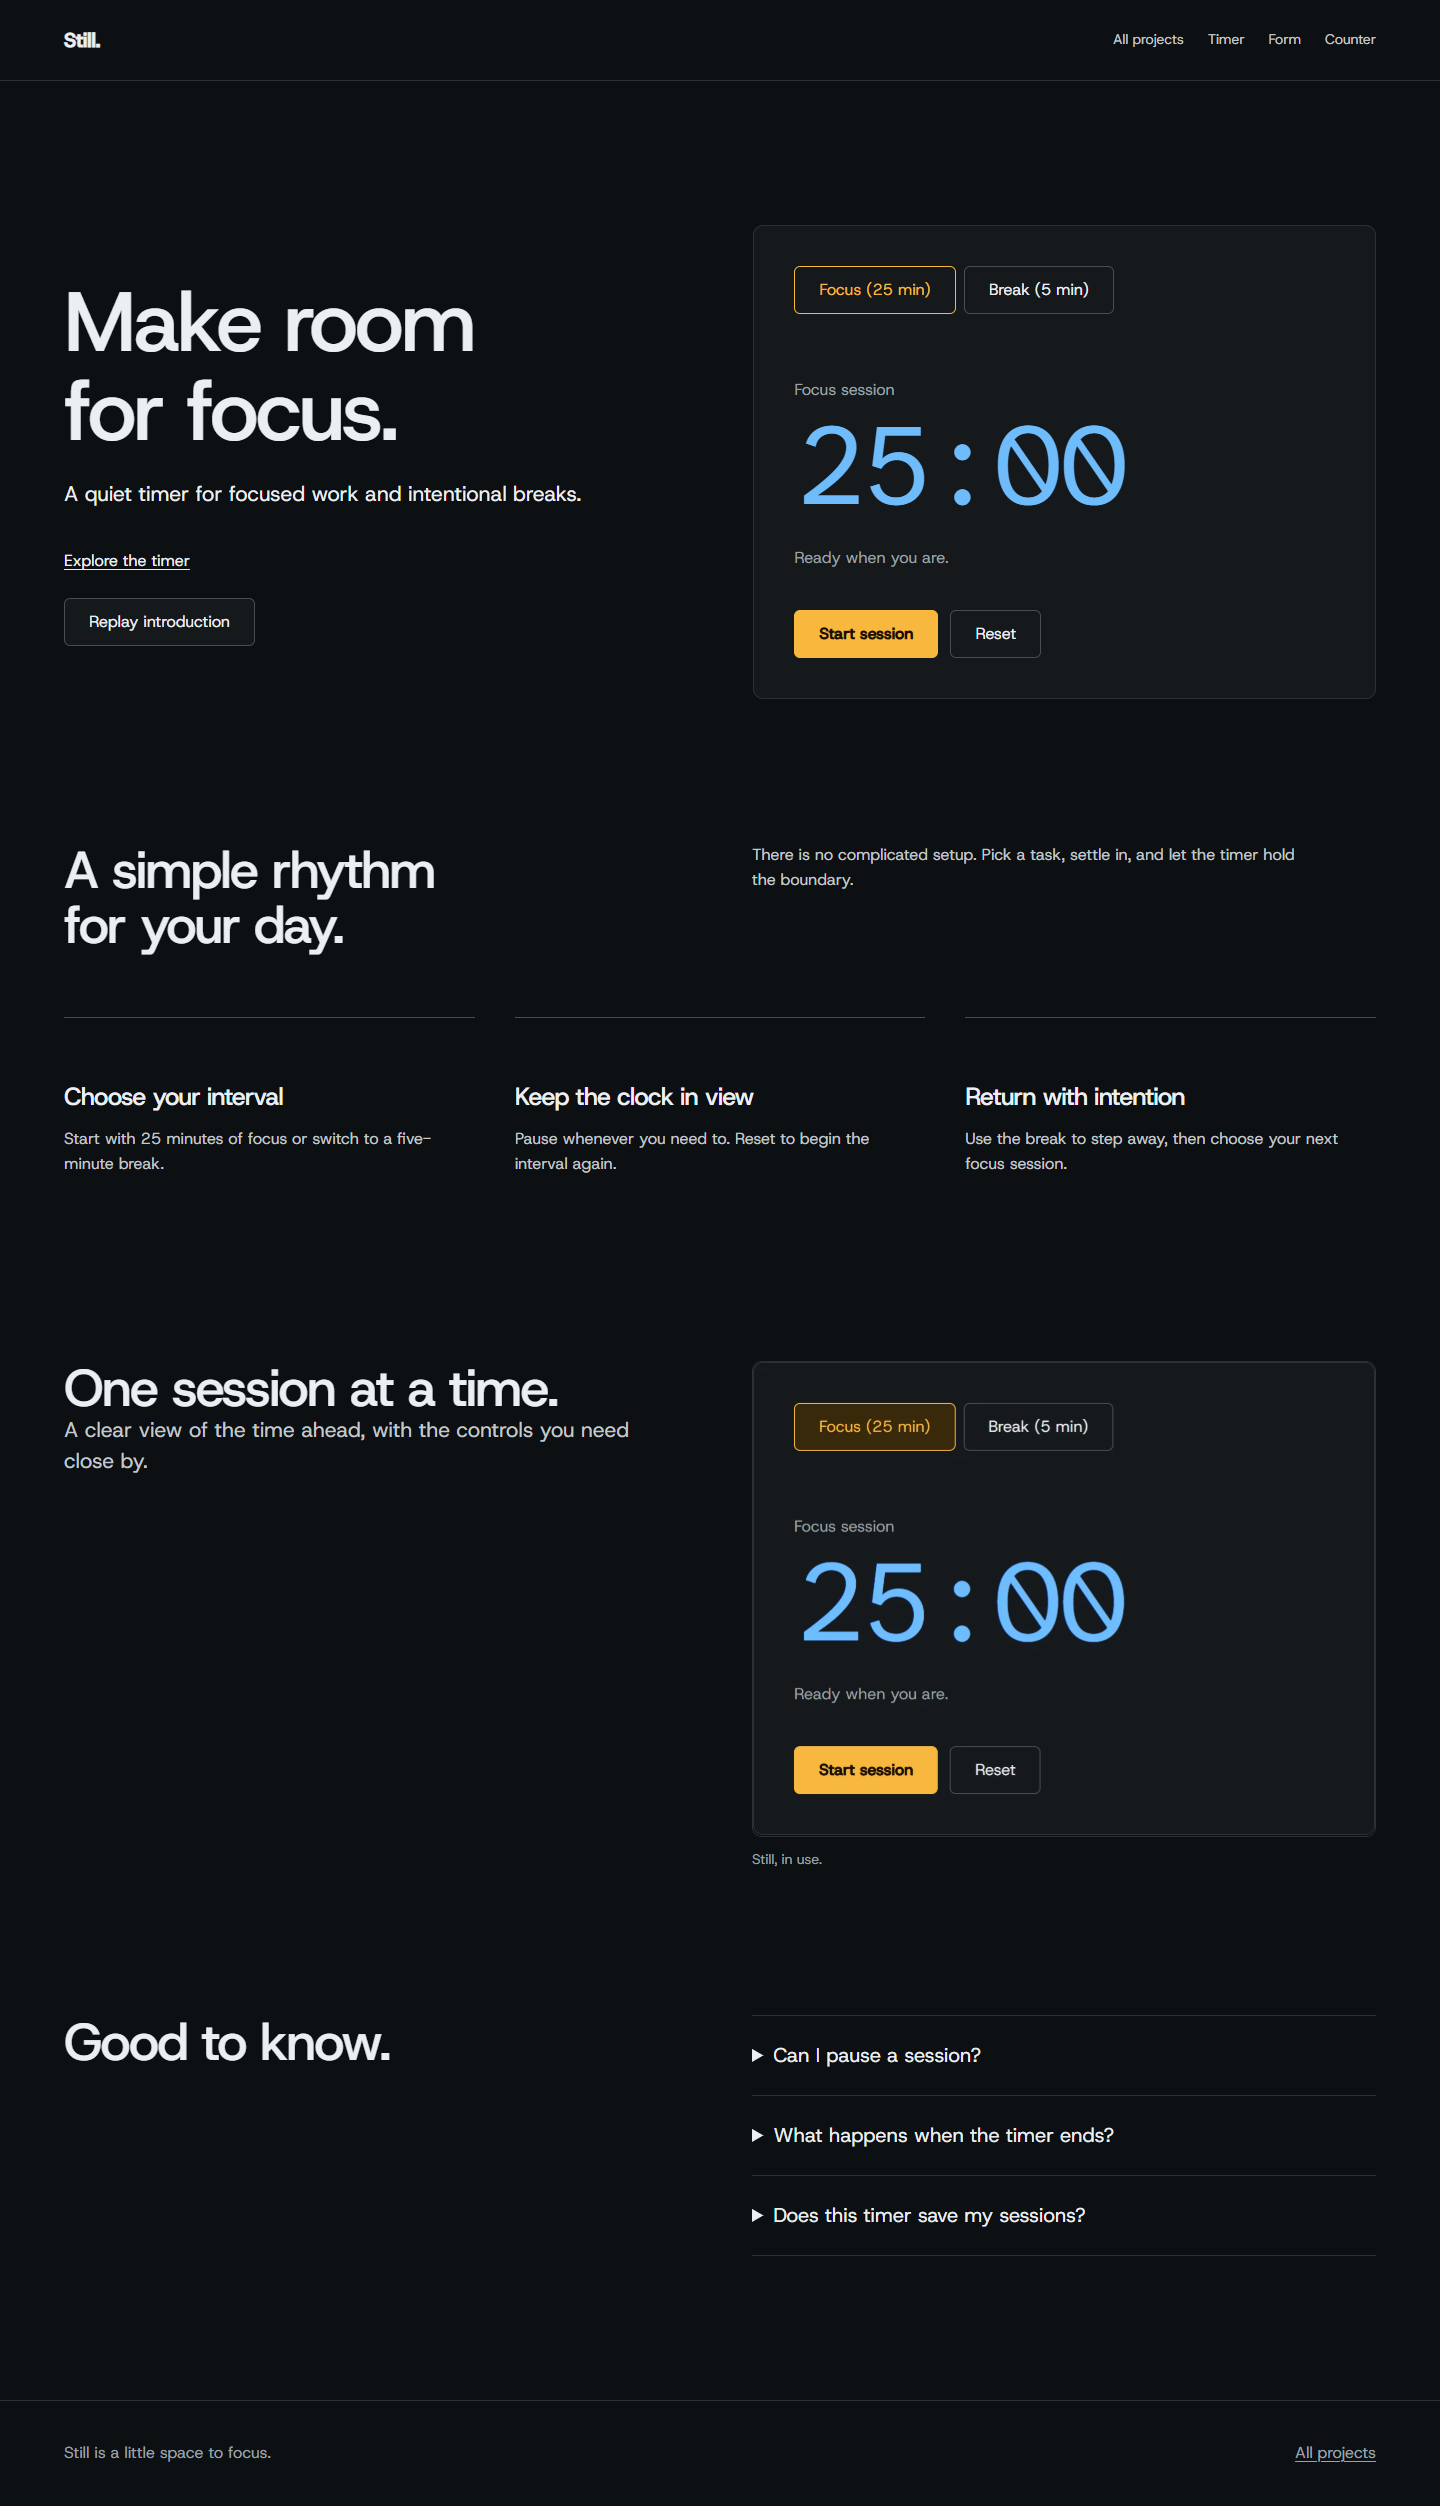 Still.
All projects
Timer
Form
Counter
Make room
for focus.
A quiet timer for focused work and intentional breaks.
Explore the timer
Replay introduction
Focus (25 min)
Break (5 min)
Focus session
25:00
Ready when you are.
Start session
Reset
A simple rhythm
for your day.
There is no complicated setup. Pick a task, settle in, and let the timer hold
the boundary.
Choose your interval
Start with 25 minutes of focus or switch to a five-
minute break.
Keep the clock in view
Pause whenever you need to. Reset to begin the
interval again.
Return with intention
Use the break to step away, then choose your next
focus session.
One session at a time.
A clear view of the time ahead, with the controls you need
close by.
Focus (25 min)
Break (5 min)
Focus session
25:00
Ready when you are.
Start session
Reset
Still, in use.
Good to know.
Can I pause a session?
What happens when the timer ends?
Does this timer save my sessions?
Still is a little space to focus.
All projects